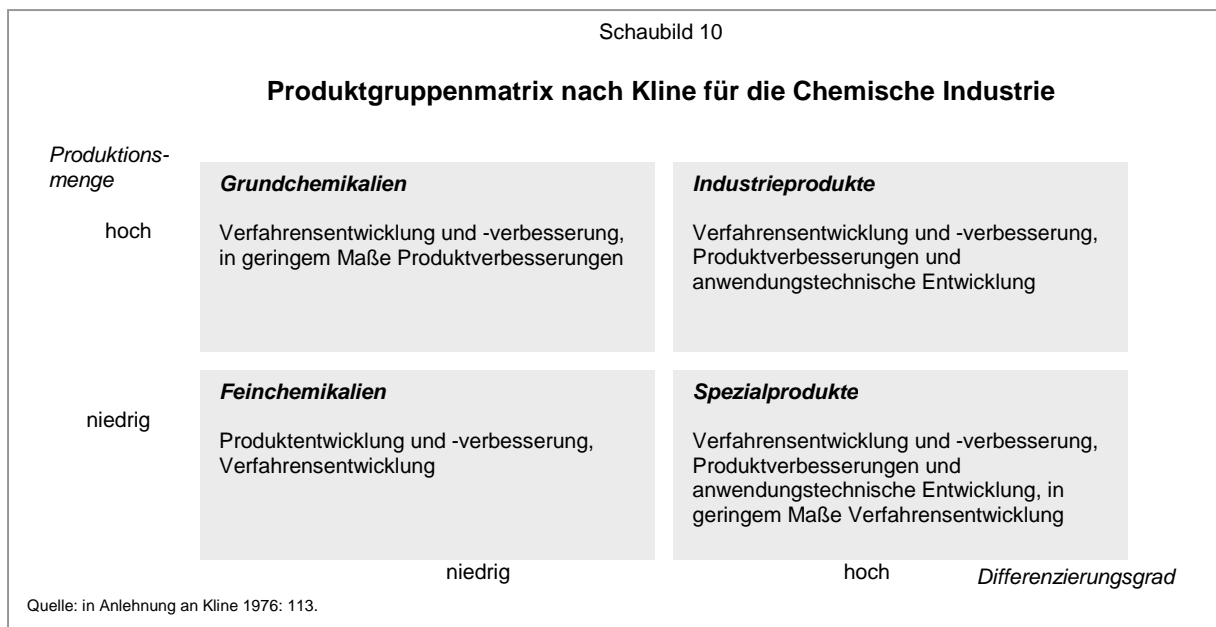 Schaubild 10
Produktgruppenmatrix nach Kline für die Chemische Industrie
Produktions-
menge
hoch
Grundchemikalien
Verfahrensentwicklung und -verbesserung,
in geringem Maße Produktverbesserungen
Industrieprodukte
Verfahrensentwicklung und -verbesserung,
Produktverbesserungen und
anwendungstechnische Entwicklung
niedrig
Feinchemikalien
Produktentwicklung und -verbesserung,
Verfahrensentwicklung
Spezialprodukte
Verfahrensentwicklung und -verbesserung,
Produktverbesserungen und
anwendungstechnische Entwicklung, in
geringem Maße Verfahrensentwicklung
niedrig
hoch
Differenzierungsgrad
Quelle: in Anlehnung an Kline 1976: 113.